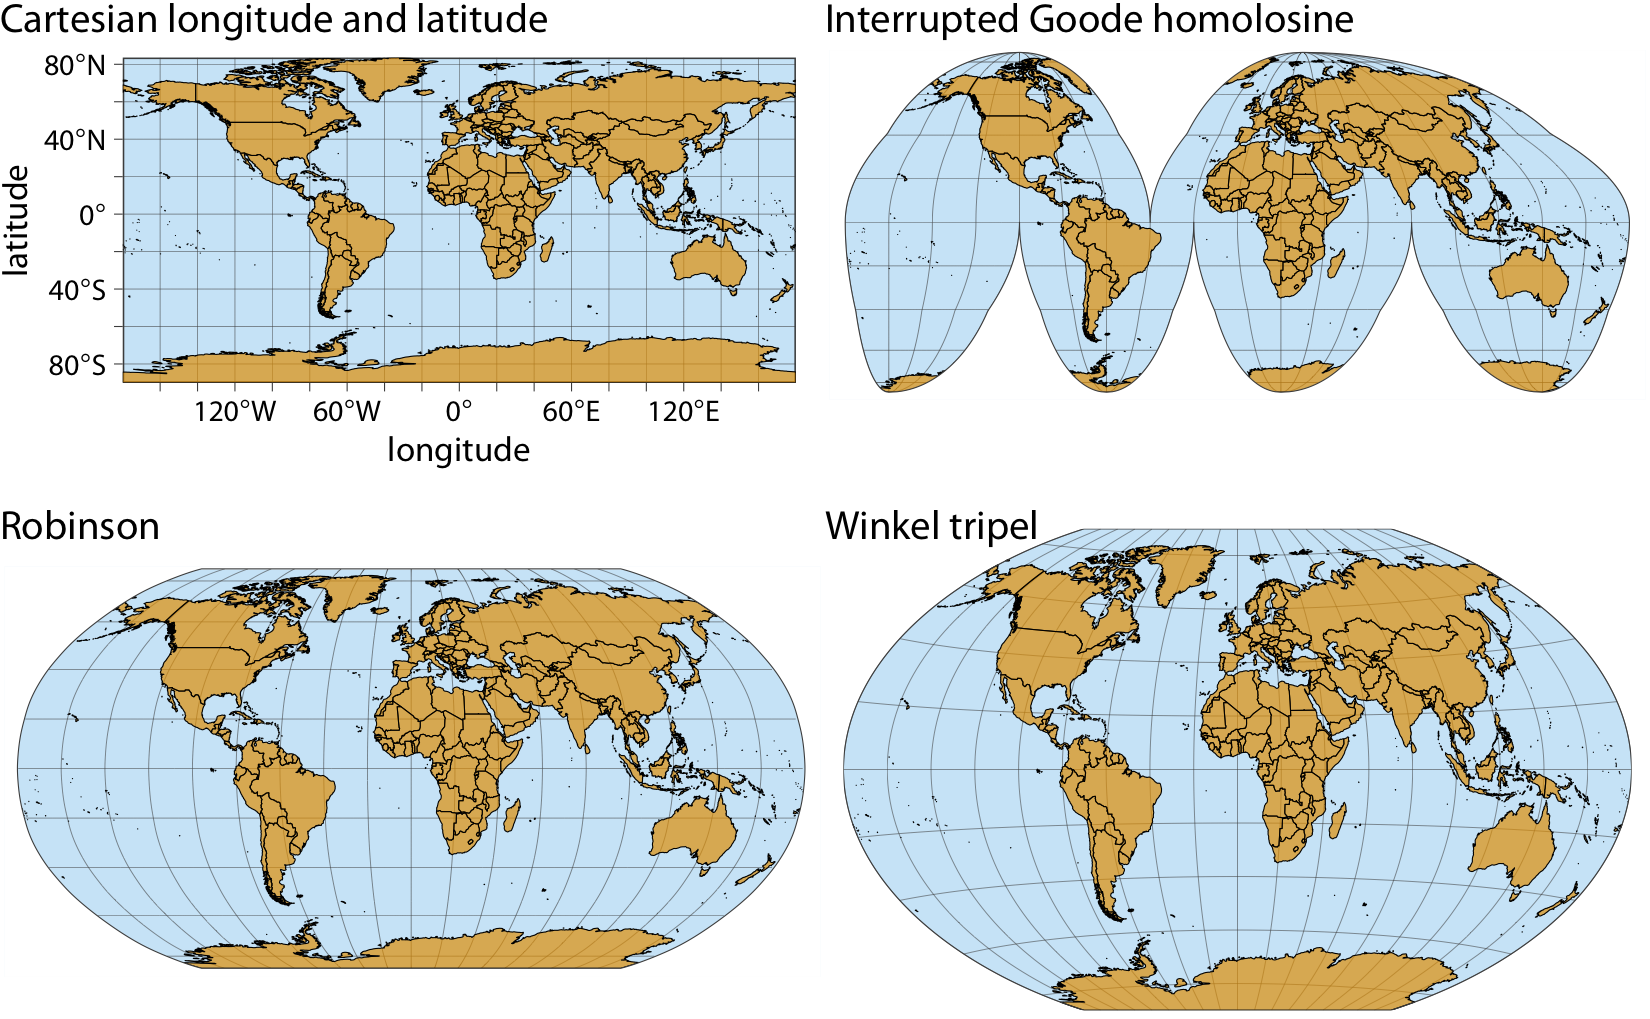 Cartesian longitude and latitude
Interrupted Goode homolosine
80°N
40°N
0°
40°S
80°S
latitude
120°W 60°W 0° 60°E 120°E
longitude
Robinson
Winkel tripel